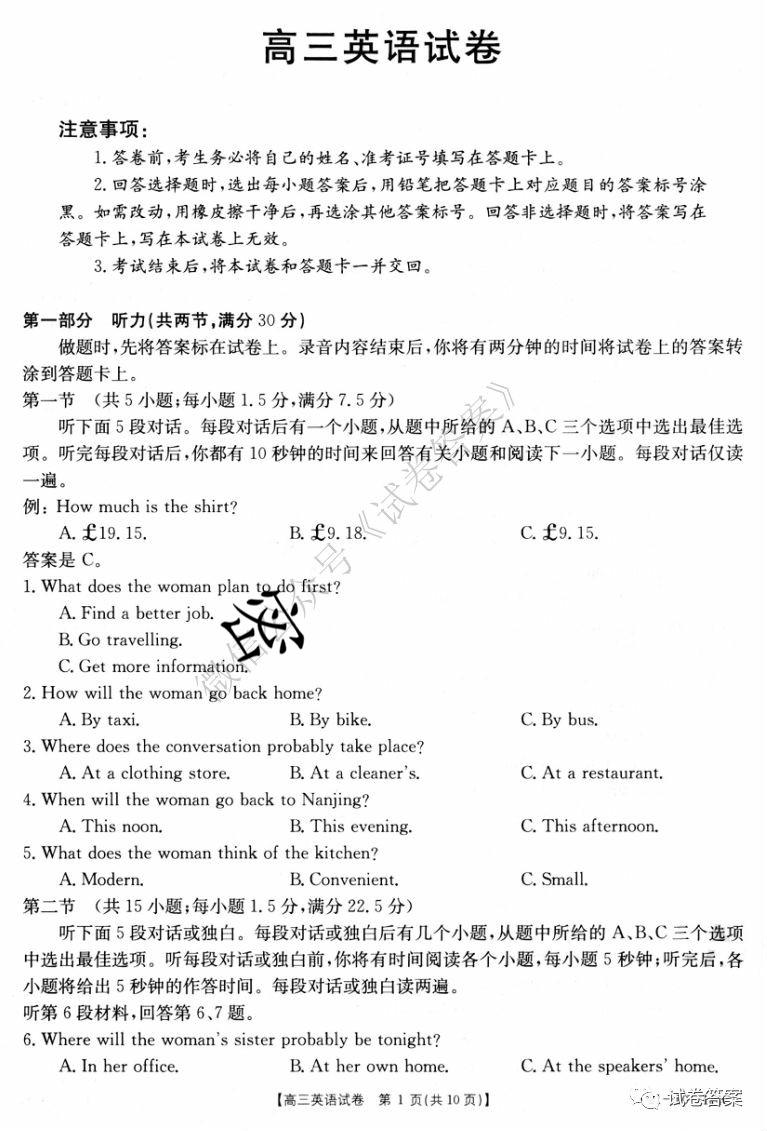 高三英语试卷
注意事项:
1.答卷前,考生务必将自己的姓名、准考证号填写在答题卡上。
2.回答选择题时,选出每小题答案后,用铅笔把答题卡上对应题目的答案标号涂
黑。如需改动,用橡皮擦干净后,再选涂其他答案标号。回答非选择题时,将答案写在
答题卡上,写在本试卷上无效。
3.考试结束后,将本试卷和答题卡一并交回。
第一部分 听力(共两节,满分30分)
做题时,先将答案标在试卷上。录音内容结束后,你将有两分钟的时间将试卷上的答案转
涂到答题卡上。
第一节 (共5小题;每小题1.5分,满分7.5分)
听下面5段对话。每段对话后有一个小题,从题中所给的A、B、C三个选项中选出最佳选
项。听完每段对话后,你都有10秒钟的时间来回答有关小题和阅读下一小题。每段对话仅读
一遍。
例: How much is the shirt?
A. £19.15. B. £9.18. C. £9.15.
答案是C。
1. What does the woman plan to do first?
A. Find a better job.
B. Go travelling.
C. Get more information.
2. How will the woman go back home?
A. By taxi. B. By bike. C. By bus.
3. Where does the conversation probably take place?
A. At a clothing store. B. At a cleaner's. C. At a restaurant.
4. When will the woman go back to Nanjing?
A. This noon. B. This evening. C. This afternoon.
5. What does the woman think of the kitchen?
A. Modern. B. Convenient. C. Small.
第二节 (共15小题;每小题1.5分,满分22.5分)
听下面5段对话或独白。每段对话或独白后有几个小题,从题中所给的A、B、C三个选项
中选出最佳选项。听每段对话或独白前,你将有时间阅读各个小题,每小题5秒钟;听完后,各
小题将给出5秒钟的作答时间。每段对话或独白读两遍。
听第6段材料,回答第6、7题。
6. Where will the woman's sister probably be tonight?
A. In her office. B. At her own home. C. At the speakers' home.
【高三英语试卷 第1页(共10页)】
微信公众号《试卷答案》
密
试卷答案